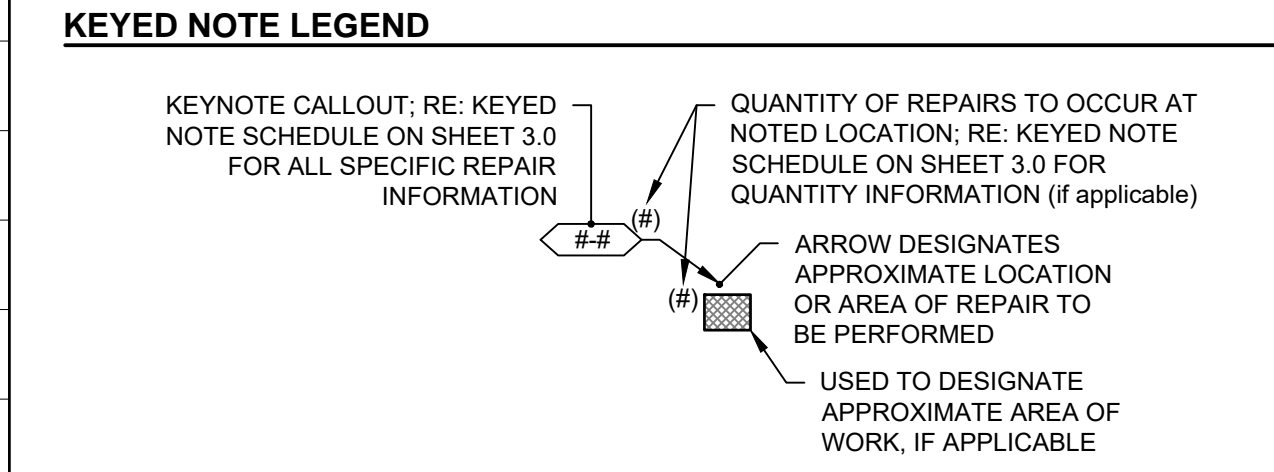 KEYED NOTE LEGEND
KEYNOTE CALLOUT; RE: KEYED
NOTE SCHEDULE ON SHEET 3.0
FOR ALL SPECIFIC REPAIR
INFORMATION
QUANTITY OF REPAIRS TO OCCUR AT
NOTED LOCATION; RE: KEYED NOTE
SCHEDULE ON SHEET 3.0 FOR
QUANTITY INFORMATION (if applicable)
(#)
#-#
ARROW DESIGNATES
APPROXIMATE LOCATION
OR AREA OF REPAIR TO
BE PERFORMED
(#)
USED TO DESIGNATE
APPROXIMATE AREA OF
WORK, IF APPLICABLE